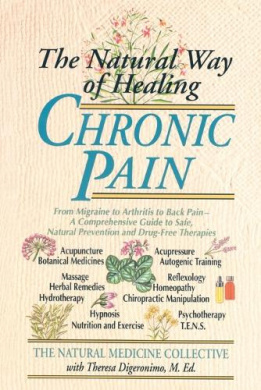 The Natural Way
of Healing
CHRONIC
PAIN
From Migraine to Arthritis to Back Pain—
A Comprehensive Guide to Safe,
Natural Prevention and Drug-Free Therapies
Acupuncture
Botanical Medicines
Acupressure
Autogenic Training
Massage
Herbal Remedies
Hydrotherapy
Reflexology
Homeopathy
Chiropractic Manipulation
Hypnosis
Nutrition and Exercise
Psychotherapy
T.E.N.S.
THE NATURAL MEDICINE COLLECTIVE
with Theresa Digeronimo, M. Ed.